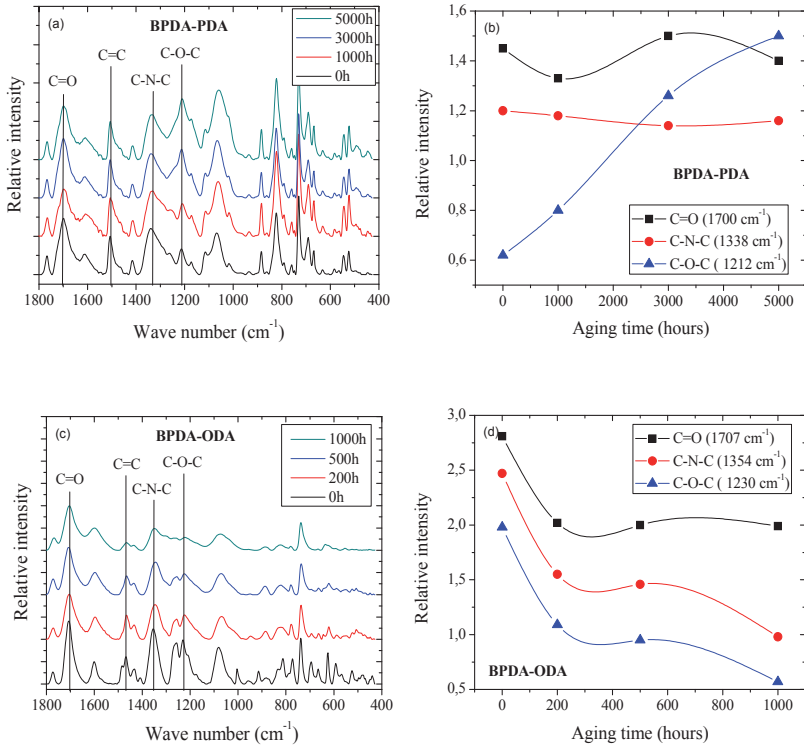 (a)
BPDA-PDA
5000h
3000h
1000h
0h
C=O
C=C
C-N-C
C-O-C
Relative intensity
1800 1600 1400 1200 1000 800 600 400
Wave number (cm⁻¹)
(b)
1,6
1,4
1,2
1,0
0,8
0,6
Relative intensity
BPDA-PDA
C=O (1700 cm⁻¹)
C-N-C (1338 cm⁻¹)
C-O-C ( 1212 cm⁻¹)
0 1000 2000 3000 4000 5000
Aging time (hours)
(c)
BPDA-ODA
1000h
500h
200h
0h
C=O
C=C
C-N-C
C-O-C
Relative intensity
1800 1600 1400 1200 1000 800 600 400
Wave number (cm⁻¹)
(d)
3,0
2,5
2,0
1,5
1,0
0,5
Relative intensity
C=O (1707 cm⁻¹)
C-N-C (1354 cm⁻¹)
C-O-C ( 1230 cm⁻¹)
BPDA-ODA
0 200 400 600 800 1000
Aging time (hours)